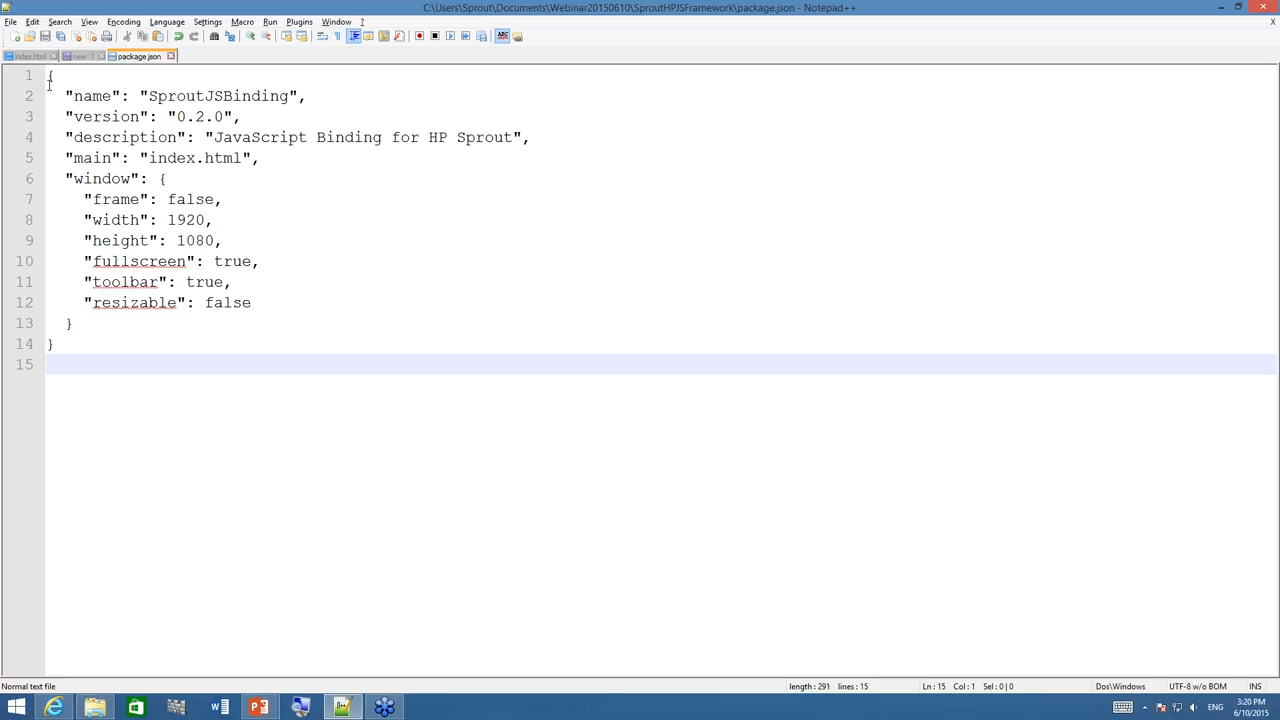 C:\Users\Sprout\Documents\Webinar20150610\SproutHPJSFramework\package.json - Notepad++
File Edit Search View Encoding Language Settings Macro Run Plugins Window ?
index.html new package.json
1 {
2 "name": "SproutJSBinding",
3 "version": "0.2.0",
4 "description": "JavaScript Binding for HP Sprout",
5 "main": "index.html",
6 "window": {
7 "frame": false,
8 "width": 1920,
9 "height": 1080,
10 "fullscreen": true,
11 "toolbar": true,
12 "resizable": false
13 }
14 }
15
Normal text file length : 291 lines : 15 Ln : 15 Col : 1 Sel : 0 | 0 Dos\Windows UTF-8 w/o BOM INS
ENG 3:20 PM
6/10/2015